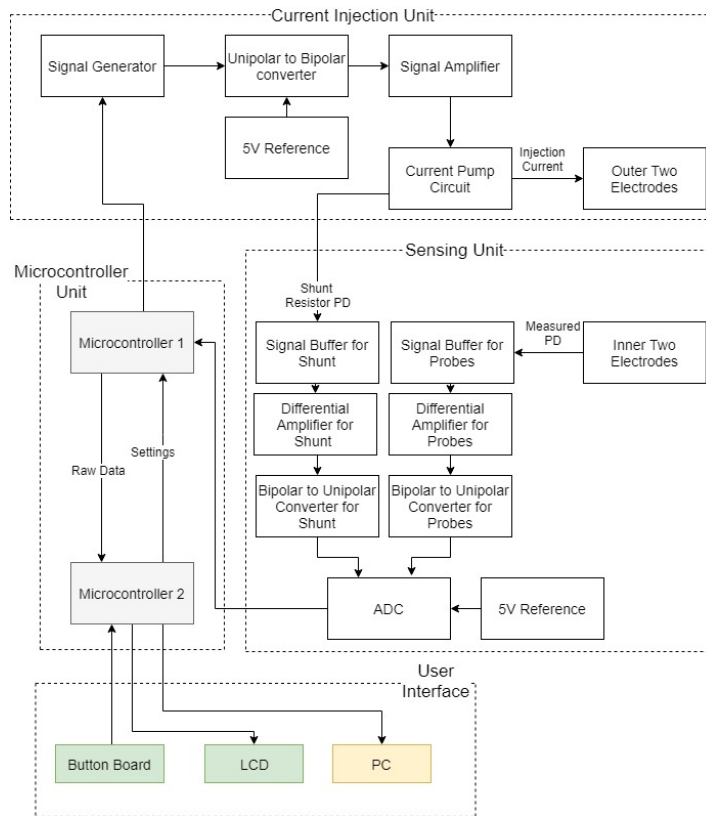 Current Injection Unit
Signal Generator
Unipolar to Bipolar
converter
Signal Amplifier
5V Reference
Current Pump
Circuit
Injection
Current
Outer Two
Electrodes
Sensing Unit
Microcontroller
Unit
Shunt
Resistor PD
Microcontroller 1
Signal Buffer for
Shunt
Signal Buffer for
Probes
Measured
PD
Inner Two
Electrodes
Differential
Amplifier for
Shunt
Differential
Amplifier for
Probes
Settings
Raw Data
Bipolar to Unipolar
Converter for
Shunt
Bipolar to Unipolar
Converter for
Probes
Microcontroller 2
ADC
5V Reference
User
Interface
Button Board
LCD
PC